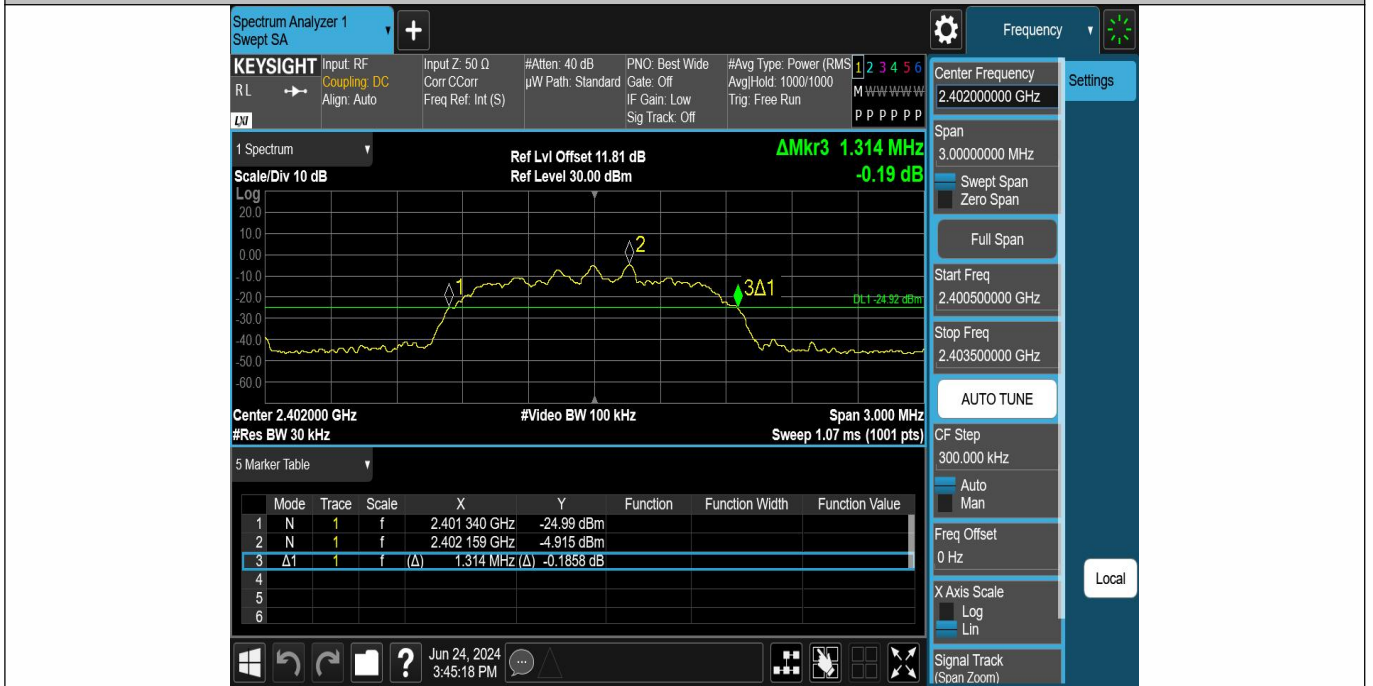 Spectrum Analyzer 1
Swept SA
+
Frequency
KEYSIGHT
RL
LXI
Input: RF
Coupling: DC
Align: Auto
Input Z: 50 Ω
Corr CCorr
Freq Ref: Int (S)
#Atten: 40 dB
µW Path: Standard
PNO: Best Wide
Gate: Off
IF Gain: Low
Sig Track: Off
#Avg Type: Power (RMS
Avg|Hold: 1000/1000
Trig: Free Run
1 2 3 4 5 6
M W W W W W
P P P P P P
1 Spectrum
Scale/Div 10 dB
Ref Lvl Offset 11.81 dB
Ref Level 30.00 dBm
ΔMkr3 1.314 MHz
-0.19 dB
Log
20.0
10.0
0.00
-10.0
-20.0
-30.0
-40.0
-50.0
-60.0
1
2
3Δ1
DL1 -24.92 dBm
Center 2.402000 GHz
#Video BW 100 kHz
Span 3.000 MHz
#Res BW 30 kHz
Sweep 1.07 ms (1001 pts)
5 Marker Table
Mode Trace Scale X Y Function Function Width Function Value
1 N 1 f 2.401 340 GHz -24.99 dBm
2 N 1 f 2.402 159 GHz -4.915 dBm
3 Δ1 1 f (Δ) 1.314 MHz (Δ) -0.1858 dB
4
5
6
?
Jun 24, 2024
3:45:18 PM
Center Frequency
2.402000000 GHz
Span
3.00000000 MHz
Swept Span
Zero Span
Full Span
Start Freq
2.400500000 GHz
Stop Freq
2.403500000 GHz
AUTO TUNE
CF Step
300.000 kHz
Auto
Man
Freq Offset
0 Hz
X Axis Scale
Log
Lin
Signal Track
(Span Zoom)
Settings
Local